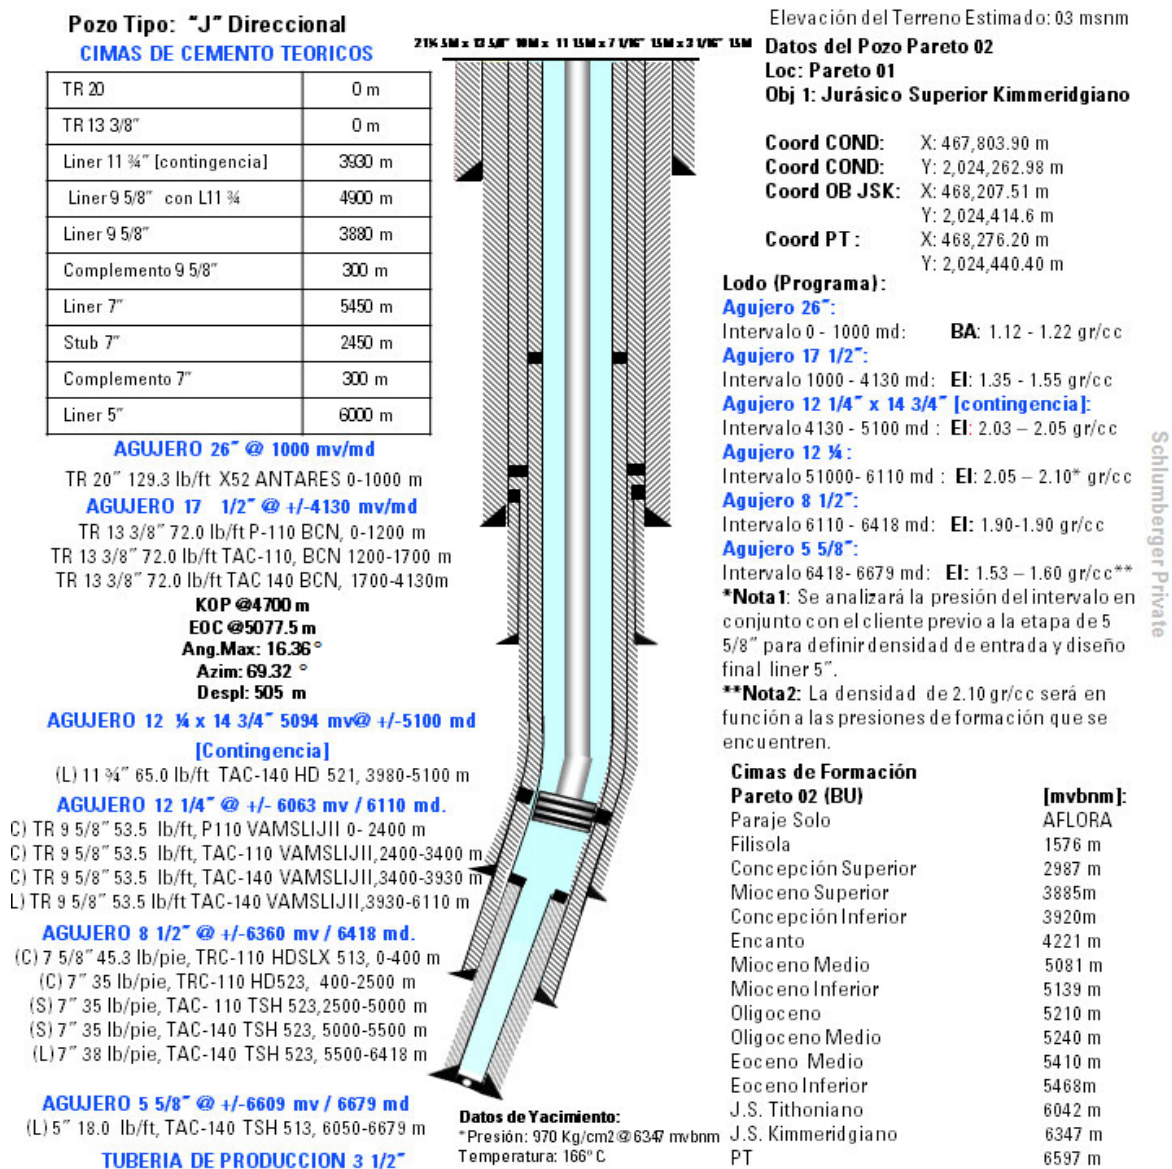 Pozo Tipo: "J" Direccional
CIMAS DE CEMENTO TEORICOS
TR 20 0 m
TR 13 3/8" 0 m
Liner 11 ¾" [contingencia] 3930 m
Liner 9 5/8" con L11 ¾ 4900 m
Liner 9 5/8" 3880 m
Complemento 9 5/8" 300 m
Liner 7" 5450 m
Stub 7" 2450 m
Complemento 7" 300 m
Liner 5" 6000 m
AGUJERO 26" @ 1000 mv/md
TR 20" 129.3 lb/ft X52 ANTARES 0-1000 m
AGUJERO 17 1/2" @ +/-4130 mv/md
TR 13 3/8" 72.0 lb/ft P-110 BCN, 0-1200 m
TR 13 3/8" 72.0 lb/ft TAC-110, BCN 1200-1700 m
TR 13 3/8" 72.0 lb/ft TAC 140 BCN, 1700-4130m
KOP @4700 m
EOC @5077.5 m
Ang.Max: 16.36°
Azim: 69.32 °
Despl: 505 m
AGUJERO 12 ¼ x 14 3/4" 5094 mv@ +/-5100 md
[Contingencia]
(L) 11 ¾" 65.0 lb/ft TAC-140 HD 521, 3980-5100 m
AGUJERO 12 1/4" @ +/- 6063 mv / 6110 md.
C) TR 9 5/8" 53.5 lb/ft, P110 VAMSLIJII 0- 2400 m
C) TR 9 5/8" 53.5 lb/ft, TAC-110 VAMSLIJII,2400-3400 m
C) TR 9 5/8" 53.5 lb/ft, TAC-140 VAMSLIJII,3400-3930 m
L) TR 9 5/8" 53.5 lb/ft TAC-140 VAMSLIJII,3930-6110 m
AGUJERO 8 1/2" @ +/-6360 mv / 6418 md.
(C) 7 5/8" 45.3 lb/pie, TRC-110 HDSLX 513, 0-400 m
(C) 7" 35 lb/pie, TRC-110 HD523, 400-2500 m
(S) 7" 35 lb/pie, TAC- 110 TSH 523,2500-5000 m
(S) 7" 35 lb/pie, TAC-140 TSH 523, 5000-5500 m
(L) 7" 38 lb/pie, TAC-140 TSH 523, 5500-6418 m
AGUJERO 5 5/8" @ +/-6609 mv / 6679 md
(L) 5" 18.0 lb/ft, TAC-140 TSH 513, 6050-6679 m
TUBERIA DE PRODUCCION 3 1/2"
Datos de Yacimiento:
*Presión: 970 Kg/cm2@6347 mvbnm
Temperatura: 166° C
Elevación del Terreno Estimado: 03 msnm
Datos del Pozo Pareto 02
Loc: Pareto 01
Obj 1: Jurásico Superior Kimmeridgiano
Coord COND: X: 467,803.90 m
Coord COND: Y: 2,024,262.98 m
Coord OB JSK: X: 468,207.51 m
Y: 2,024,414.6 m
Coord PT : X: 468,276.20 m
Y: 2,024,440.40 m
Lodo (Programa):
Agujero 26":
Intervalo 0 - 1000 md: BA: 1.12 - 1.22 gr/cc
Agujero 17 1/2":
Intervalo 1000 - 4130 md: EI: 1.35 - 1.55 gr/cc
Agujero 12 1/4" x 14 3/4" [contingencia]:
Intervalo 4130 - 5100 md : EI: 2.03 – 2.05 gr/cc
Agujero 12 ¼ :
Intervalo 51000- 6110 md : EI: 2.05 – 2.10* gr/cc
Agujero 8 1/2":
Intervalo 6110 - 6418 md: EI: 1.90-1.90 gr/cc
Agujero 5 5/8":
Intervalo 6418- 6679 md: EI: 1.53 – 1.60 gr/cc**
*Nota1: Se analizará la presión del intervalo en
conjunto con el cliente previo a la etapa de 5
5/8" para definir densidad de entrada y diseño
final liner 5".
**Nota2: La densidad de 2.10 gr/cc será en
función a las presiones de formación que se
encuentren.
Cimas de Formación
Pareto 02 (BU) [mvbnm]:
Paraje Solo AFLORA
Filisola 1576 m
Concepción Superior 2987 m
Mioceno Superior 3885m
Concepción Inferior 3920m
Encanto 4221 m
Mioceno Medio 5081 m
Mioceno Inferior 5139 m
Oligoceno 5210 m
Oligoceno Medio 5240 m
Eoceno Medio 5410 m
Eoceno Inferior 5468m
J.S. Tithoniano 6042 m
J.S. Kimmeridgiano 6347 m
PT 6597 m
Schlumberger Private